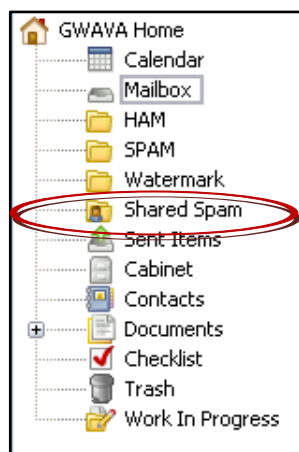 GWAVA Home
Calendar
Mailbox
HAM
SPAM
Watermark
Shared Spam
Sent Items
Cabinet
Contacts
Documents
Checklist
Trash
Work In Progress